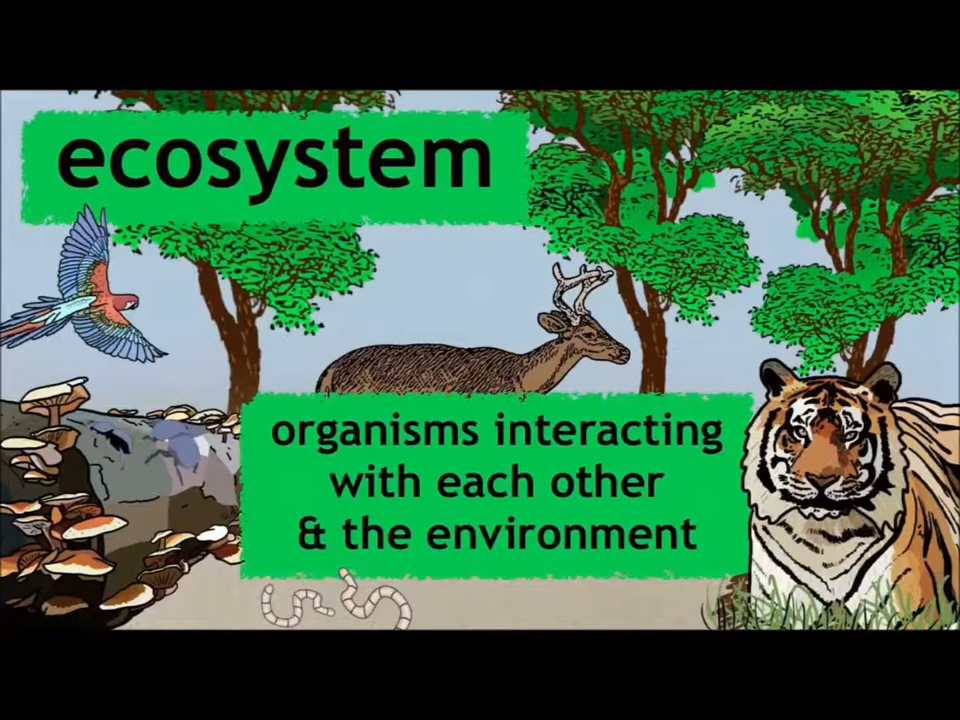 ecosystem
organisms interacting
with each other
& the environment